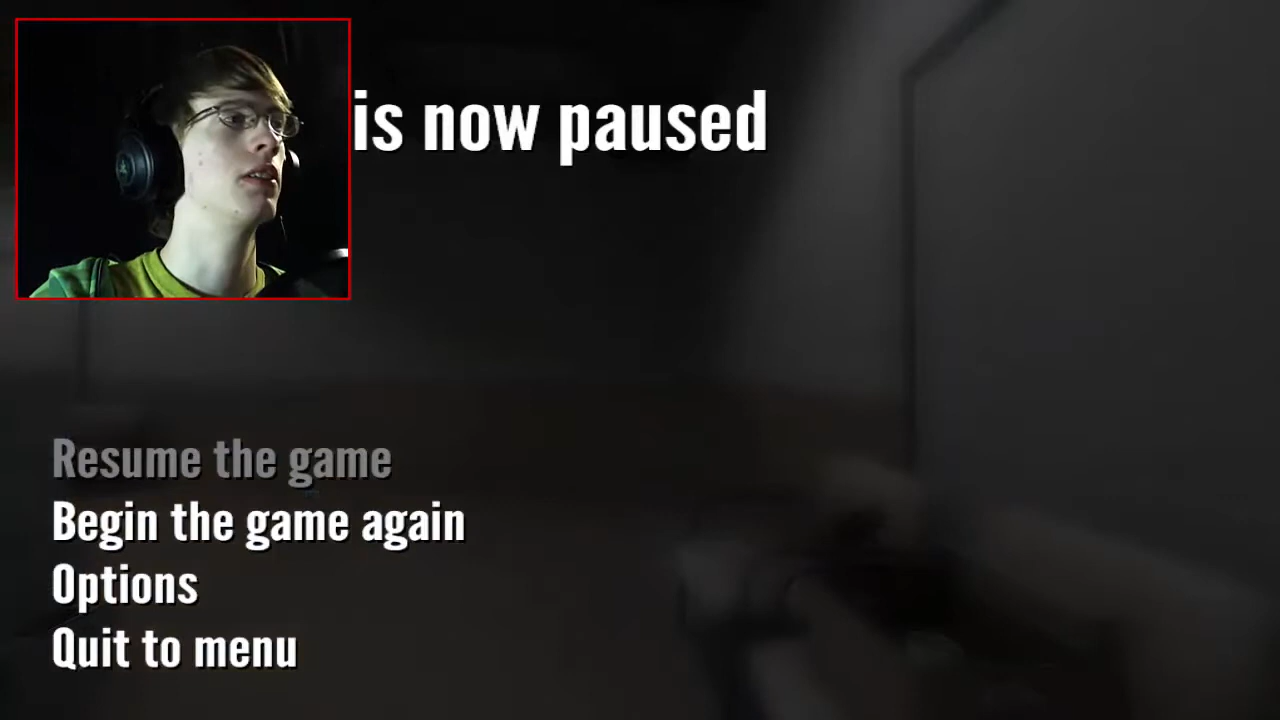 is now paused
Resume the game
Begin the game again
Options
Quit to menu